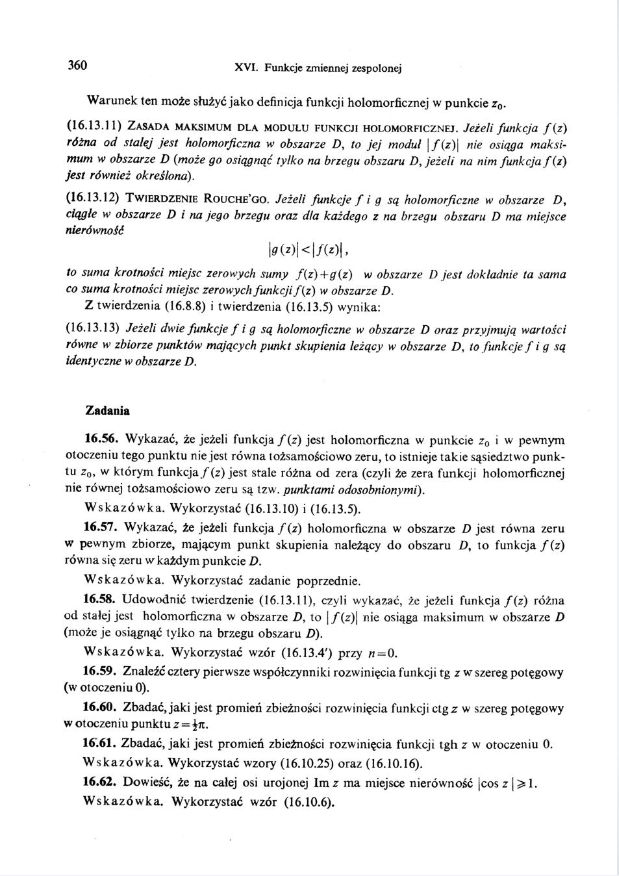 360 XVI. Funkcje zmiennej zespolonej
Warunek ten może służyć jako definicja funkcji holomorficznej w punkcie z₀.
(16.13.11) ZASADA MAKSIMUM DLA MODUŁU FUNKCJI HOLOMORFICZNEJ. Jeżeli funkcja f(z)
różna od stałej jest holomorficzna w obszarze D, to jej moduł |f(z)| nie osiąga maksi-
mum w obszarze D (może go osiągnąć tylko na brzegu obszaru D, jeżeli na nim funkcja f(z)
jest również określona).
(16.13.12) TWIERDZENIE ROUCHE'GO. Jeżeli funkcje f i g są holomorficzne w obszarze D,
ciągłe w obszarze D i na jego brzegu oraz dla każdego z na brzegu obszaru D ma miejsce
nierówność
|g(z)|<|f(z)|,
to suma krotności miejsc zerowych sumy f(z)+g(z) w obszarze D jest dokładnie ta sama
co suma krotności miejsc zerowych funkcji f(z) w obszarze D.
Z twierdzenia (16.8.8) i twierdzenia (16.13.5) wynika:
(16.13.13) Jeżeli dwie funkcje f i g są holomorficzne w obszarze D oraz przyjmują wartości
równe w zbiorze punktów mających punkt skupienia leżący w obszarze D, to funkcje f i g są
identyczne w obszarze D.
Zadania
16.56. Wykazać, że jeżeli funkcja f(z) jest holomorficzna w punkcie z₀ i w pewnym
otoczeniu tego punktu nie jest równa tożsamościowo zeru, to istnieje takie sąsiedztwo punk-
tu z₀, w którym funkcja f(z) jest stale różna od zera (czyli że zera funkcji holomorficznej
nie równej tożsamościowo zeru są tzw. punktami odosobnionymi).
Wskazówka. Wykorzystać (16.13.10) i (16.13.5).
16.57. Wykazać, że jeżeli funkcja f(z) holomorficzna w obszarze D jest równa zeru
w pewnym zbiorze, mającym punkt skupienia należący do obszaru D, to funkcja f(z)
równa się zeru w każdym punkcie D.
Wskazówka. Wykorzystać zadanie poprzednie.
16.58. Udowodnić twierdzenie (16.13.11), czyli wykazać, że jeżeli funkcja f(z) różna
od stałej jest holomorficzna w obszarze D, to |f(z)| nie osiąga maksimum w obszarze D
(może je osiągnąć tylko na brzegu obszaru D).
Wskazówka. Wykorzystać wzór (16.13.4') przy n=0.
16.59. Znaleźć cztery pierwsze współczynniki rozwinięcia funkcji tg z w szereg potęgowy
(w otoczeniu 0).
16.60. Zbadać, jaki jest promień zbieżności rozwinięcia funkcji ctg z w szereg potęgowy
w otoczeniu punktu z=½π.
16.61. Zbadać, jaki jest promień zbieżności rozwinięcia funkcji tgh z w otoczeniu 0.
Wskazówka. Wykorzystać wzory (16.10.25) oraz (16.10.16).
16.62. Dowieść, że na całej osi urojonej Im z ma miejsce nierówność |cos z|⩾1.
Wskazówka. Wykorzystać wzór (16.10.6).